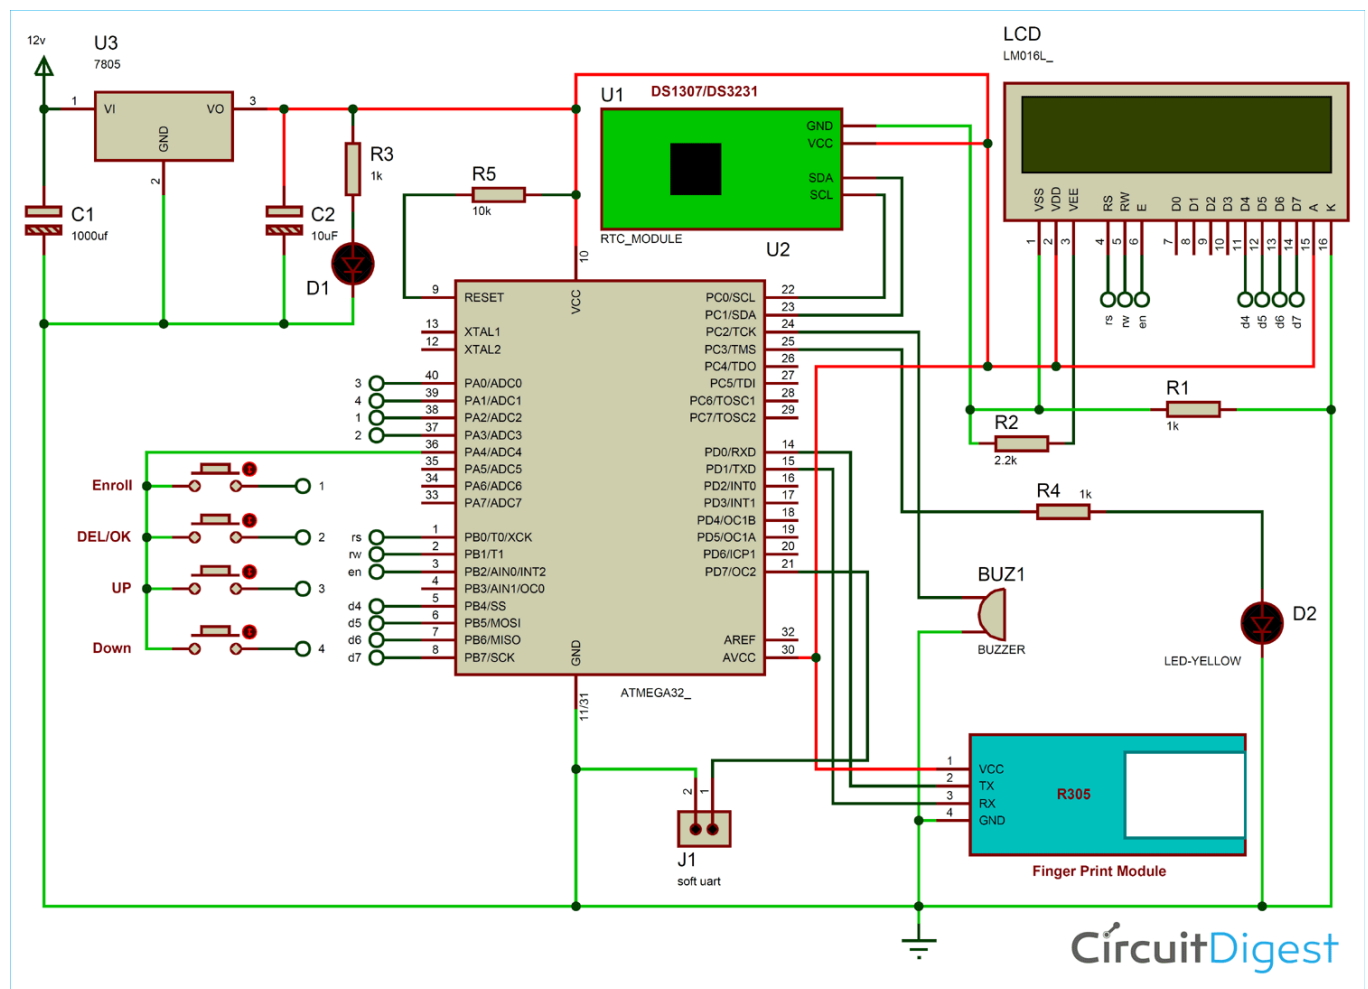 12v
U3
7805
1 VI VO 3
GND
2
C1
1000uf
C2
10uF
R3
1k
D1
R5
10k
U1
DS1307/DS3231
GND
VCC
SDA
SCL
RTC_MODULE
LCD
LM016L_
VSS VDD VEE RS RW E D0 D1 D2 D3 D4 D5 D6 D7 A K
1 2 3 4 5 6 7 8 9 10 11 12 13 14 15 16
rs rw en d4 d5 d6 d7
U2
10
VCC
9 RESET
13 XTAL1
12 XTAL2
3 40 PA0/ADC0
4 39 PA1/ADC1
1 38 PA2/ADC2
2 37 PA3/ADC3
36 PA4/ADC4
35 PA5/ADC5
34 PA6/ADC6
33 PA7/ADC7
rs 1 PB0/T0/XCK
rw 2 PB1/T1
en 3 PB2/AIN0/INT2
4 PB3/AIN1/OC0
d4 5 PB4/SS
d5 6 PB5/MOSI
d6 7 PB6/MISO
d7 8 PB7/SCK
PC0/SCL 22
PC1/SDA 23
PC2/TCK 24
PC3/TMS 25
PC4/TDO 26
PC5/TDI 27
PC6/TOSC1 28
PC7/TOSC2 29
PD0/RXD 14
PD1/TXD 15
PD2/INT0 16
PD3/INT1 17
PD4/OC1B 18
PD5/OC1A 19
PD6/ICP1 20
PD7/OC2 21
AREF 32
AVCC 30
GND
11/31
ATMEGA32_
Enroll 1
DEL/OK 2
UP 3
Down 4
R1
1k
R2
2.2k
R4 1k
BUZ1
BUZZER
D2
LED-YELLOW
2 1
J1
soft uart
1 VCC
2 TX
3 RX
4 GND
R305
Finger Print Module
CircuitDigest